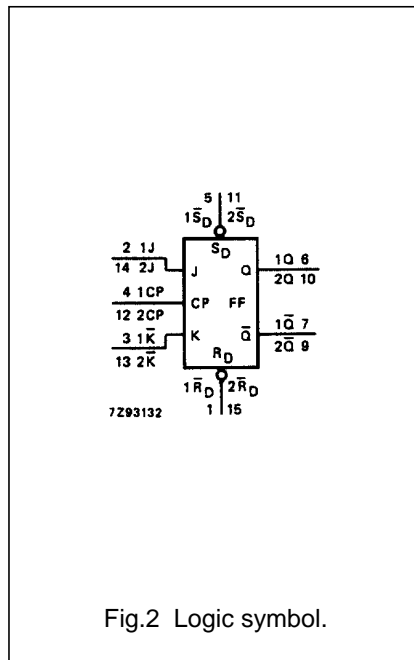 5 11
1S̅D 2S̅D
SD
2 1J
14 2J
J
Q
1Q 6
2Q 10
4 1CP
12 2CP
CP FF
3 1K̅
13 2K̅
K
Q̅
1Q̅ 7
2Q̅ 9
RD
1R̅D 2R̅D
1 15
7Z93132
Fig.2 Logic symbol.